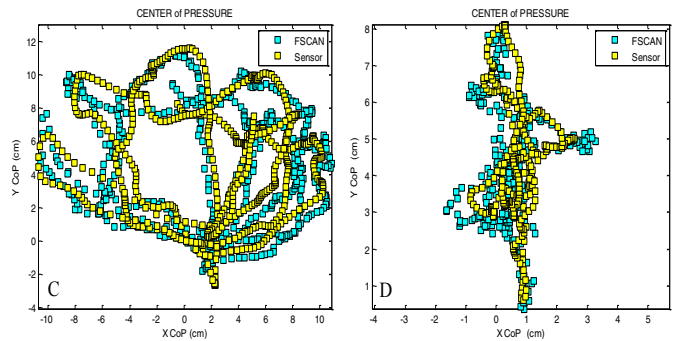 CENTER of PRESSURE
FSCAN
Sensor
12
10
8
6
4
2
0
-2
-4
Y CoP (cm)
C
-10 -8 -6 -4 -2 0 2 4 6 8 10
X CoP (cm)
CENTER of PRESSURE
FSCAN
Sensor
8
7
6
5
4
3
2
1
Y CoP (cm)
D
-4 -3 -2 -1 0 1 2 3 4 5
X CoP (cm)